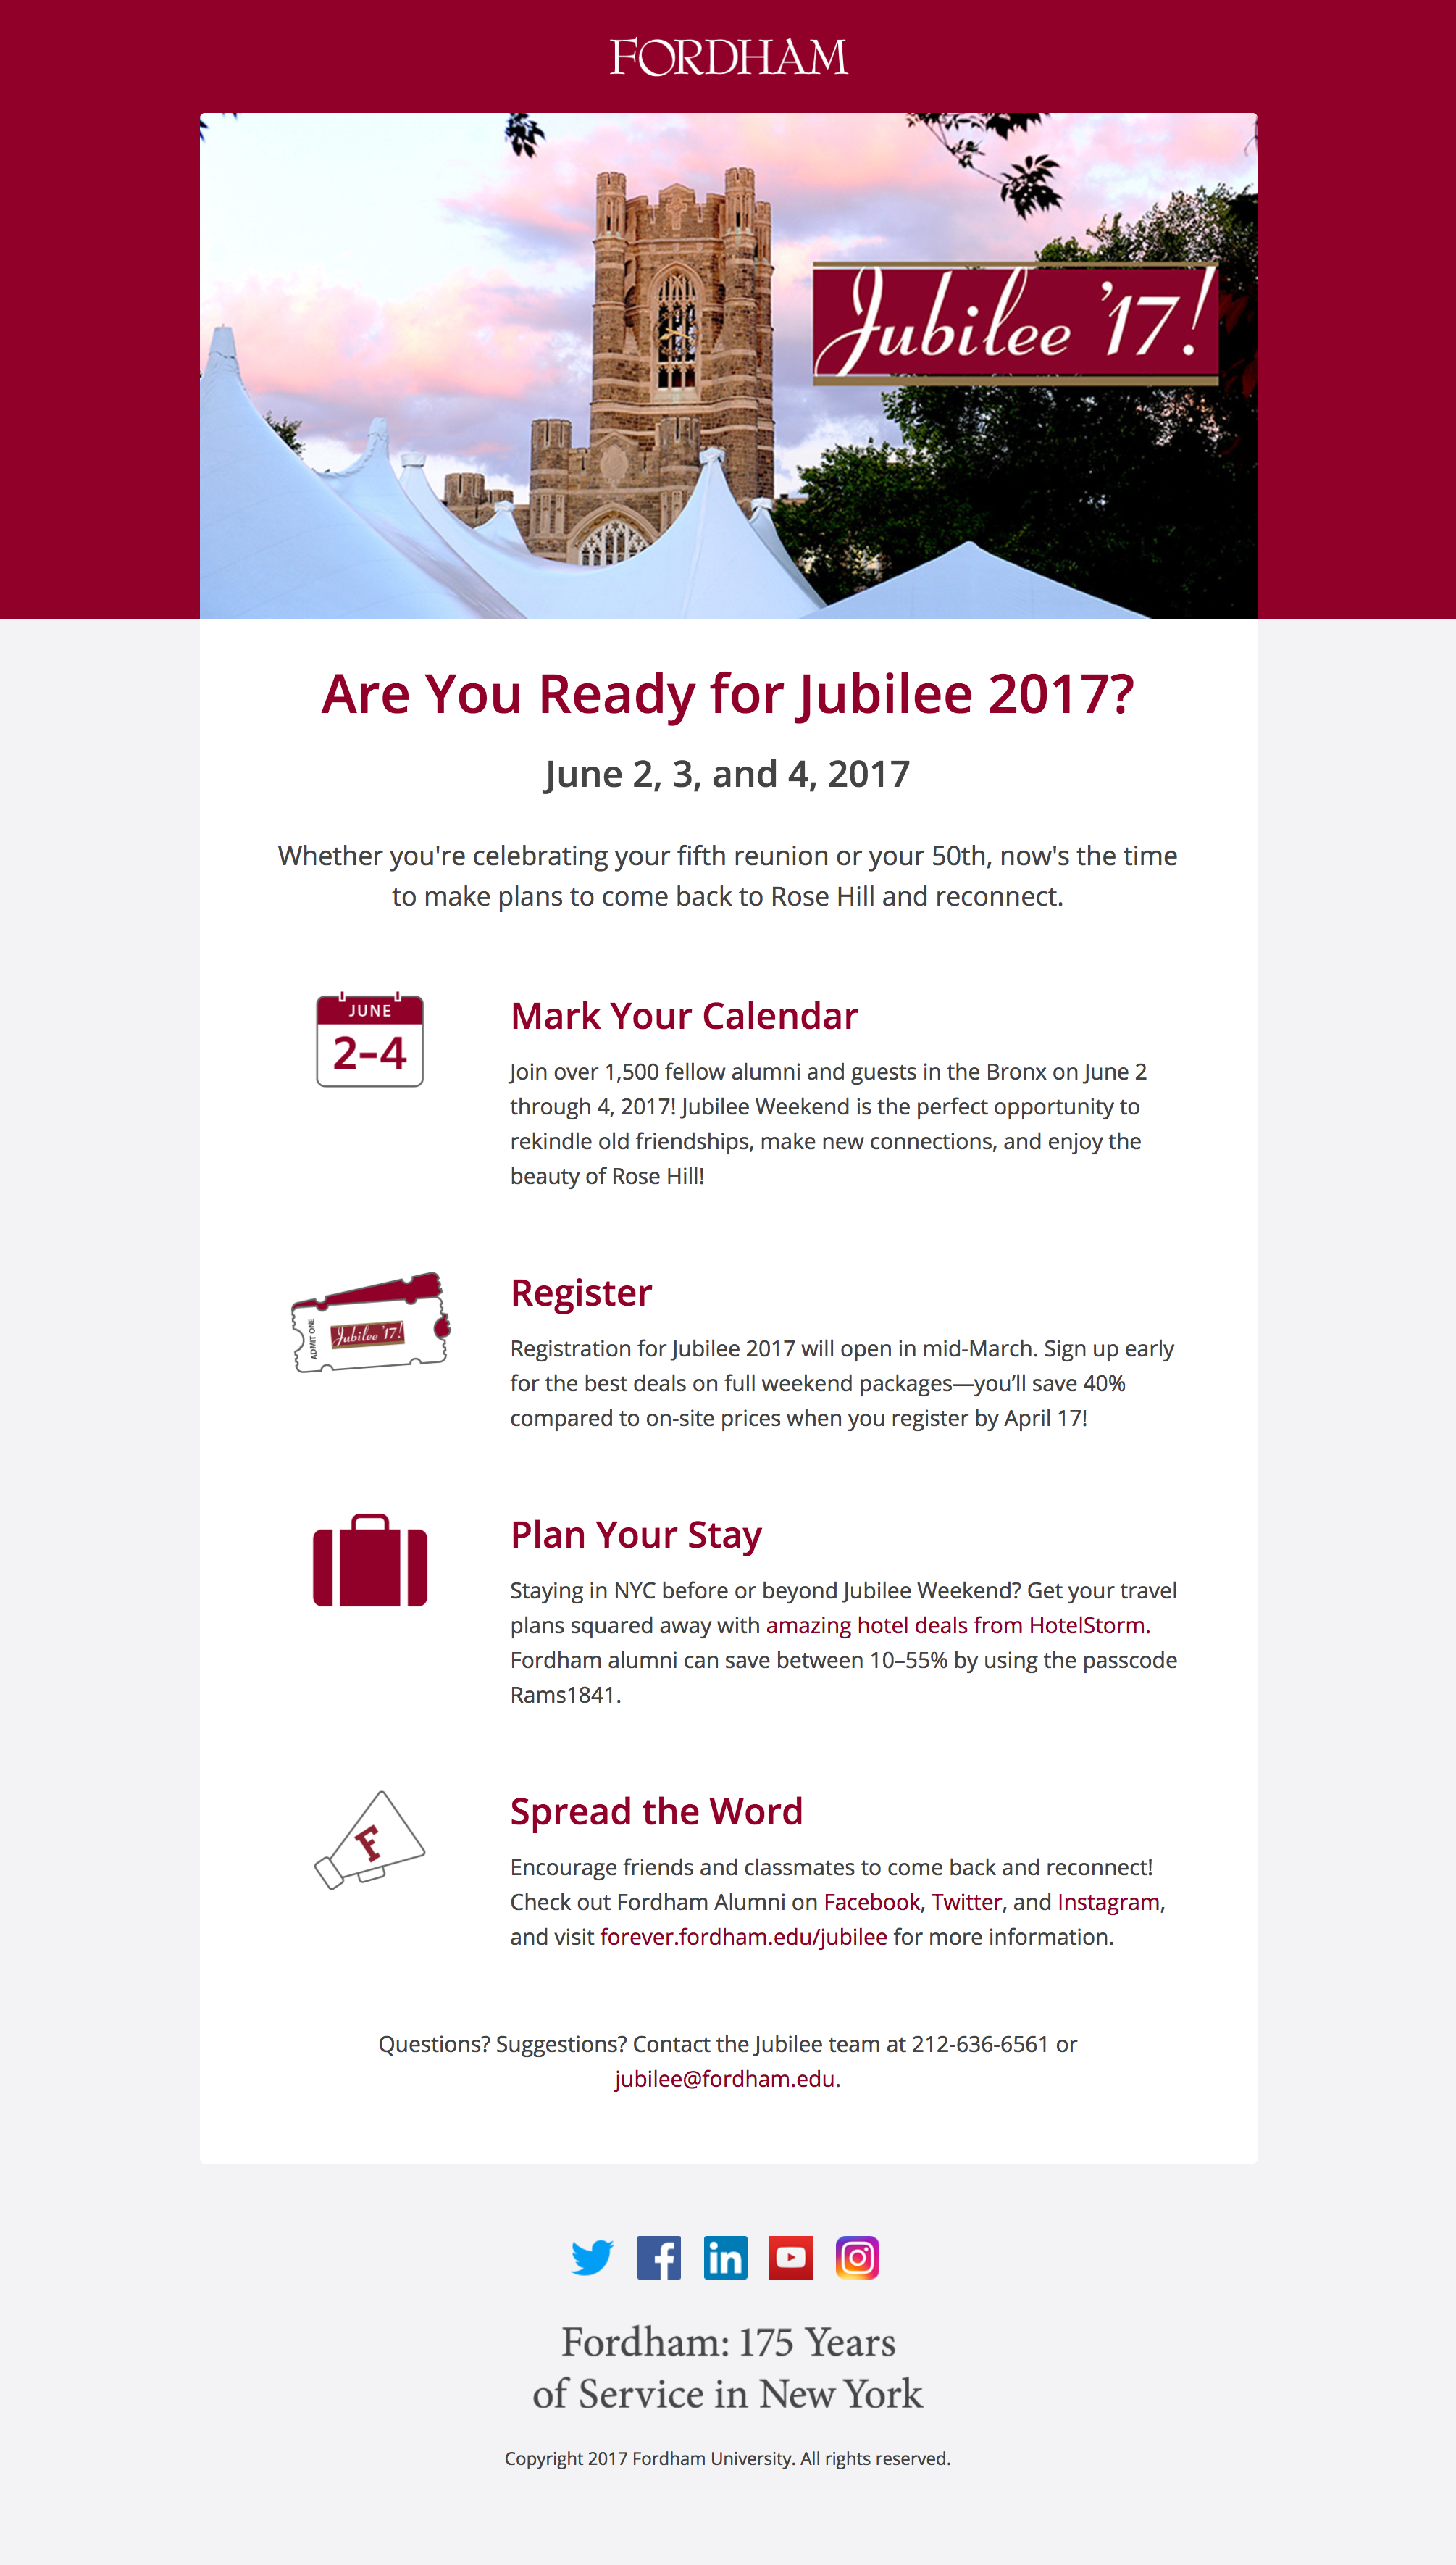 FORDHAM
Jubilee '17!
Are You Ready for Jubilee 2017?
June 2, 3, and 4, 2017
Whether you're celebrating your fifth reunion or your 50th, now's the time
to make plans to come back to Rose Hill and reconnect.
JUNE
2–4
Mark Your Calendar
Join over 1,500 fellow alumni and guests in the Bronx on June 2
through 4, 2017! Jubilee Weekend is the perfect opportunity to
rekindle old friendships, make new connections, and enjoy the
beauty of Rose Hill!
ADMIT ONE
Jubilee '17!
Register
Registration for Jubilee 2017 will open in mid-March. Sign up early
for the best deals on full weekend packages—you’ll save 40%
compared to on-site prices when you register by April 17!
Plan Your Stay
Staying in NYC before or beyond Jubilee Weekend? Get your travel
plans squared away with amazing hotel deals from HotelStorm.
Fordham alumni can save between 10–55% by using the passcode
Rams1841.
F
Spread the Word
Encourage friends and classmates to come back and reconnect!
Check out Fordham Alumni on Facebook, Twitter, and Instagram,
and visit forever.fordham.edu/jubilee for more information.
Questions? Suggestions? Contact the Jubilee team at 212-636-6561 or
jubilee@fordham.edu.
f
in
Fordham: 175 Years
of Service in New York
Copyright 2017 Fordham University. All rights reserved.